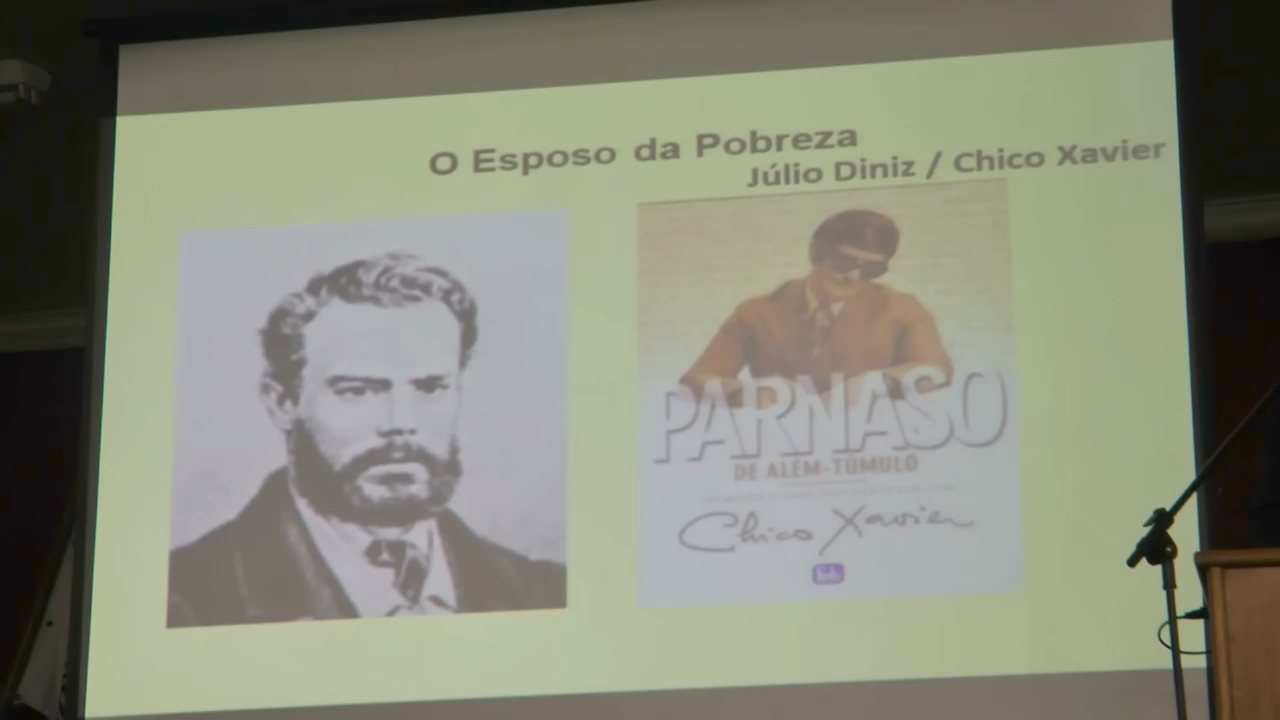 O Esposo da Pobreza
Júlio Diniz / Chico Xavier
PARNASO
DE ALÉM-TÚMULO
Chico Xavier